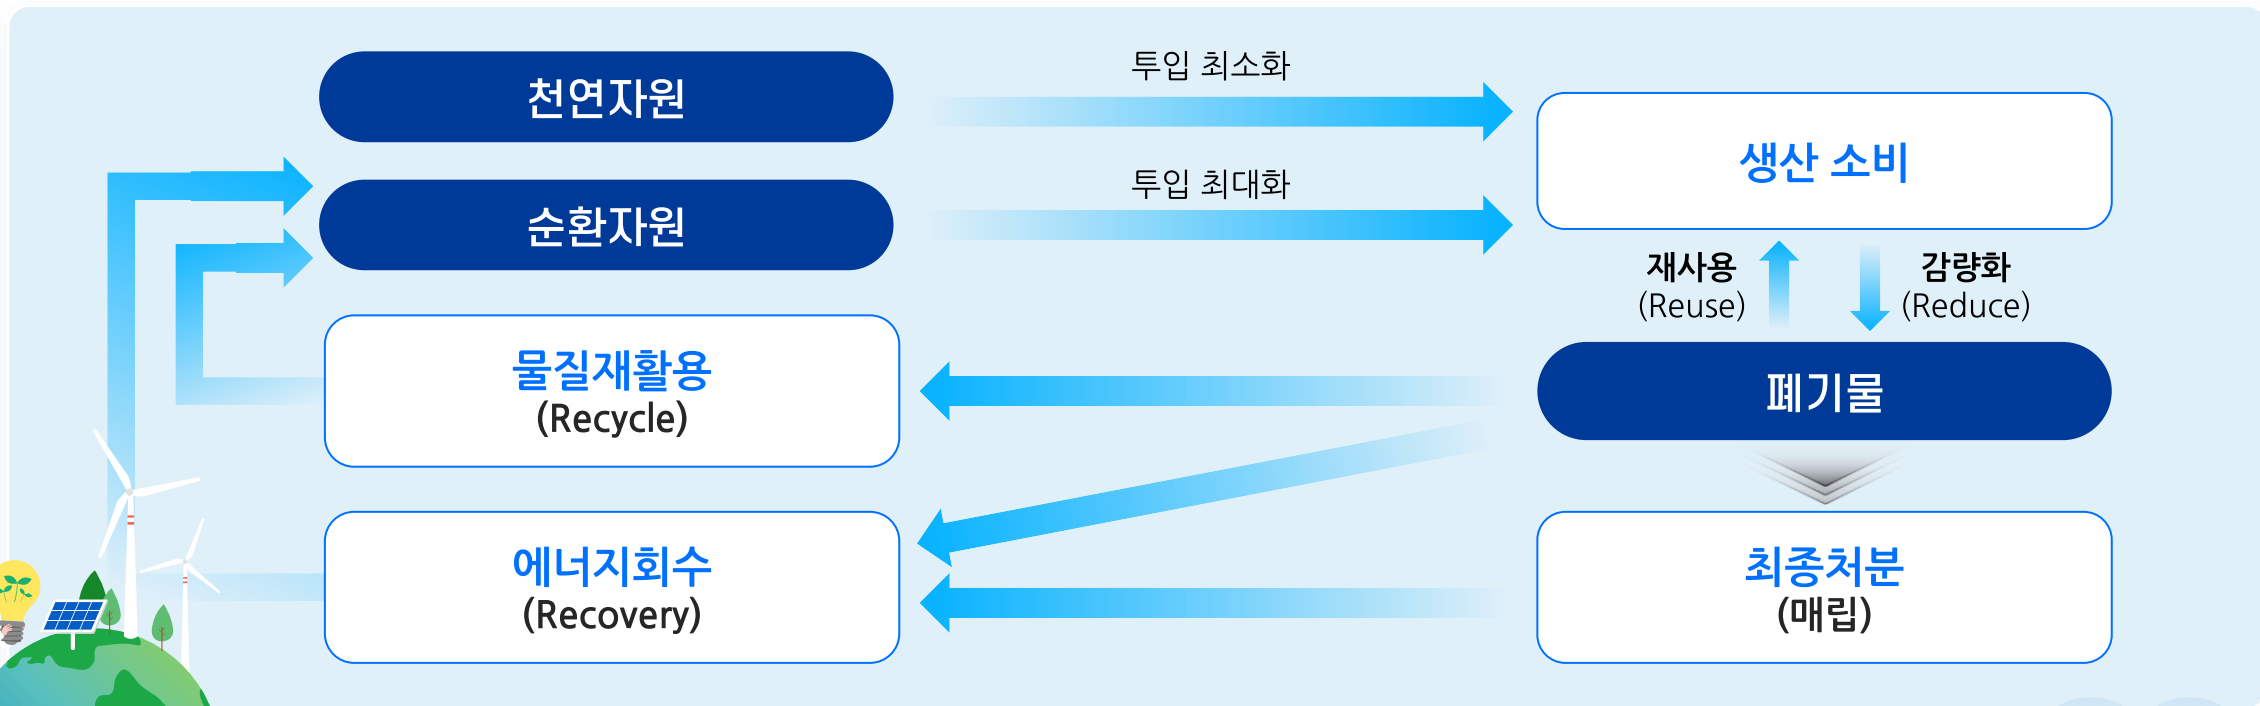 천연자원
투입 최소화
생산 소비
순환자원
투입 최대화
재사용
(Reuse)
감량화
(Reduce)
물질재활용
(Recycle)
폐기물
에너지회수
(Recovery)
최종처분
(매립)